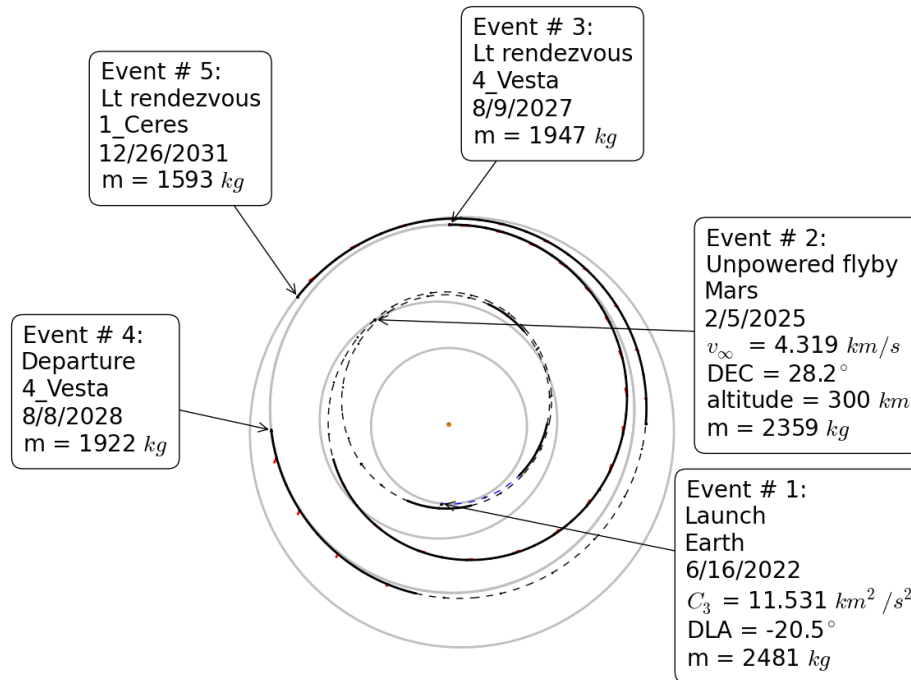 Event # 3:
Lt rendezvous
4_Vesta
8/9/2027
m = 1947 kg
Event # 5:
Lt rendezvous
1_Ceres
12/26/2031
m = 1593 kg
Event # 2:
Unpowered flyby
Mars
2/5/2025
v∞ = 4.319 km/s
DEC = 28.2°
altitude = 300 km
m = 2359 kg
Event # 4:
Departure
4_Vesta
8/8/2028
m = 1922 kg
Event # 1:
Launch
Earth
6/16/2022
C₃ = 11.531 km² /s²
DLA = -20.5°
m = 2481 kg